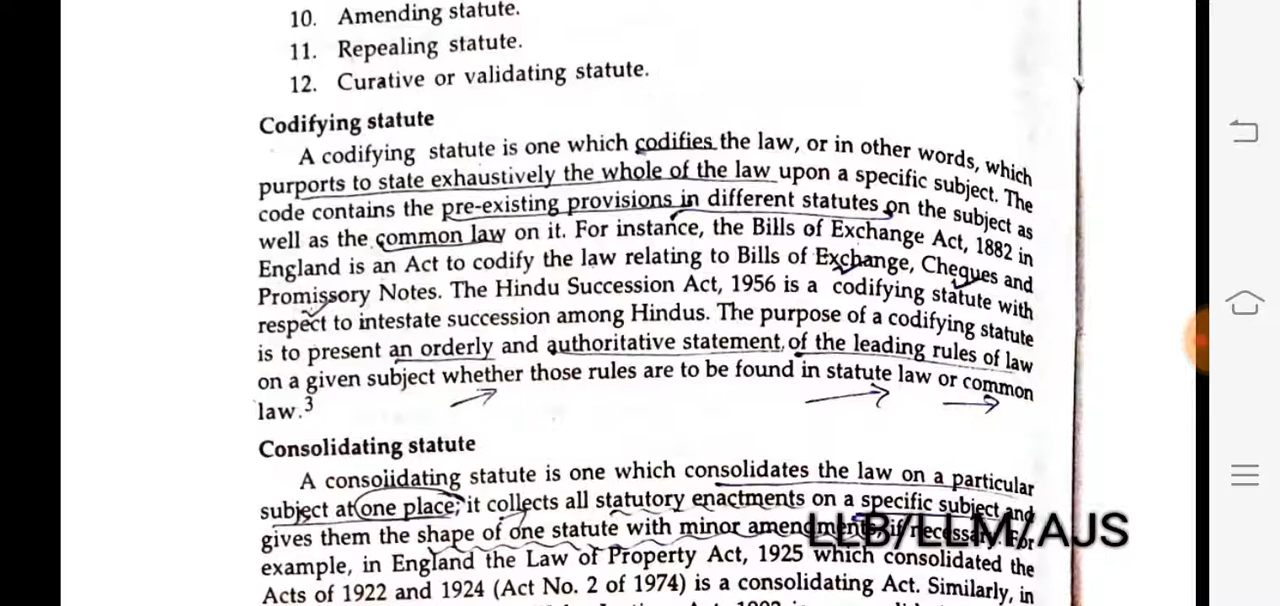 10. Amending statute.
11. Repealing statute.
12. Curative or validating statute.
Codifying statute
A codifying statute is one which codifies the law, or in other words, which
purports to state exhaustively the whole of the law upon a specific subject. The
code contains the pre-existing provisions in different statutes on the subject as
well as the common law on it. For instance, the Bills of Exchange Act, 1882 in
England is an Act to codify the law relating to Bills of Exchange, Cheques and
Promissory Notes. The Hindu Succession Act, 1956 is a codifying statute with
respect to intestate succession among Hindus. The purpose of a codifying statute
is to present an orderly and authoritative statement of the leading rules of law
on a given subject whether those rules are to be found in statute law or common
law.3
Consolidating statute
A consolidating statute is one which consolidates the law on a particular
subject at one place; it collects all statutory enactments on a specific subject and
gives them the shape of one statute with minor amendments, if necessary. For
LLB/LLM/AJS
example, in England the Law of Property Act, 1925 which consolidated the
Acts of 1922 and 1924 (Act No. 2 of 1974) is a consolidating Act. Similarly, in